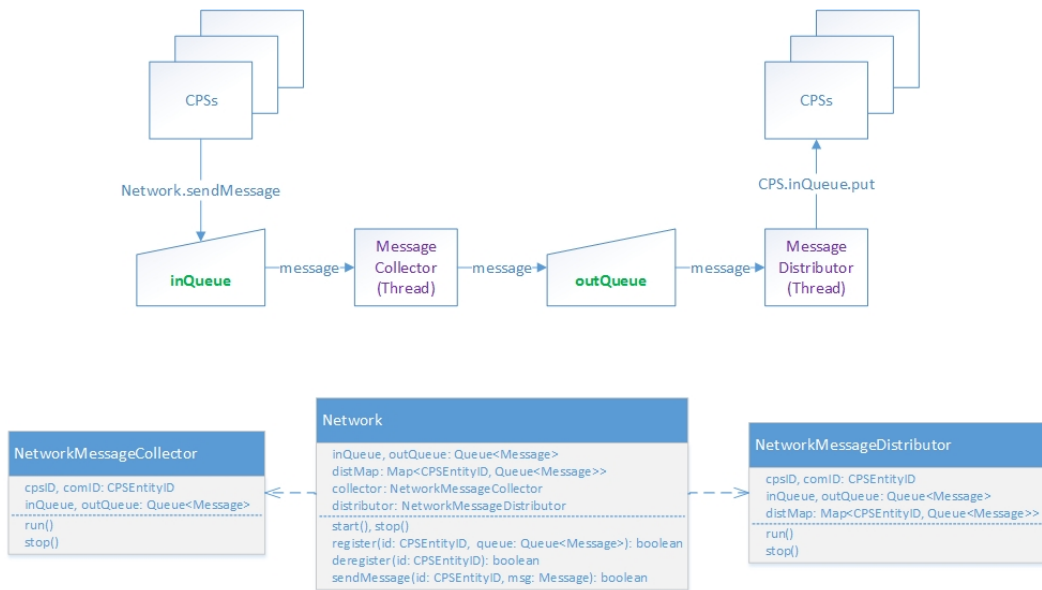 CPSs
CPSs
Network.sendMessage
CPS.inQueue.put
inQueue
message
Message
Collector
(Thread)
message
outQueue
message
Message
Distributor
(Thread)
NetworkMessageCollector
cpsID, comID: CPSEntityID
inQueue, outQueue: Queue<Message>
run()
stop()
Network
inQueue, outQueue: Queue<Message>
distMap: Map<CPSEntityID, Queue<Message>>
collector: NetworkMessageCollector
distributor: NetworkMessageDistributor
start(), stop()
register(id: CPSEntityID, queue: Queue<Message>): boolean
deregister(id: CPSEntityID): boolean
sendMessage(id: CPSEntityID, msg: Message): boolean
NetworkMessageDistributor
cpsID, comID: CPSEntityID
inQueue, outQueue: Queue<Message>
distMap: Map<CPSEntityID, Queue<Message>>
run()
stop()